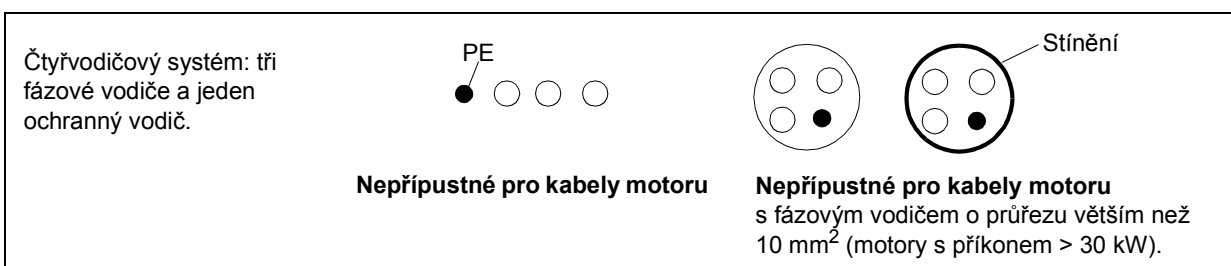 Čtyřvodičový systém: tři
fázové vodiče a jeden
ochranný vodič.
PE
Stínění
Nepřípustné pro kabely motoru
Nepřípustné pro kabely motoru
s fázovým vodičem o průřezu větším než
10 mm² (motory s příkonem > 30 kW).